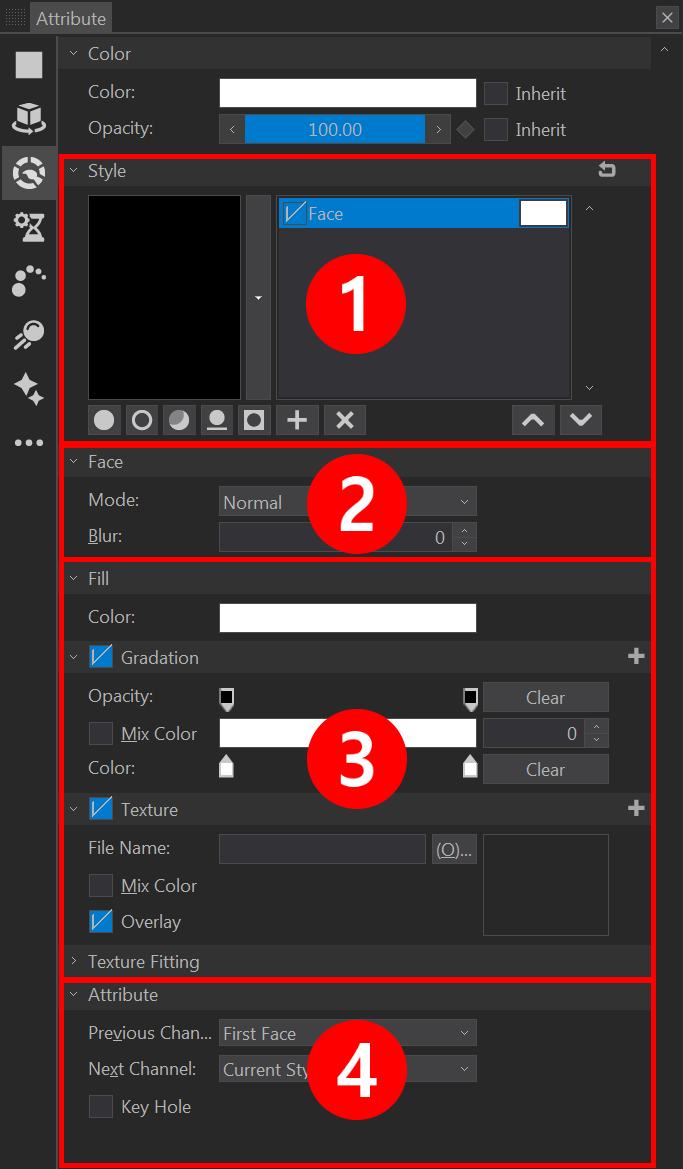 Attribute
Color
Color: Inherit
Opacity: 100.00 Inherit
Style
Face
1
Face
Mode: Normal
2
Blur: 0
Fill
Color:
Gradation
Opacity: Clear
Mix Color 0
3
Color: Clear
Texture
File Name: (O)...
Mix Color
Overlay
Texture Fitting
Attribute
Previous Chan... First Face
Next Channel: Current Sty
4
Key Hole